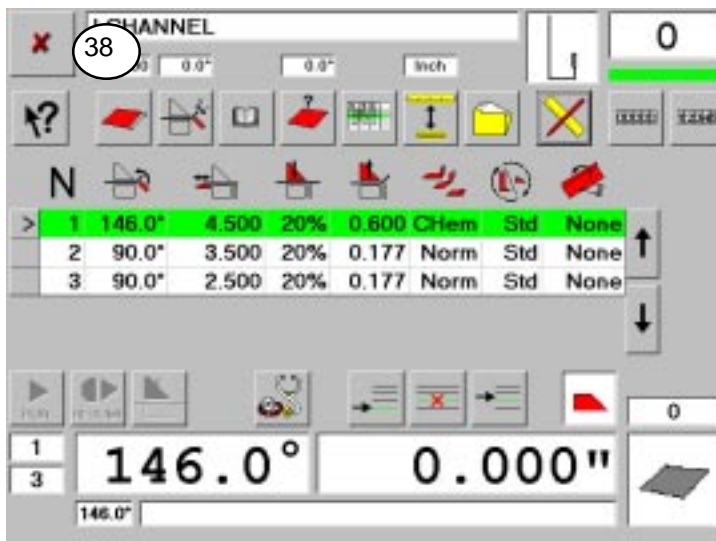 CHANNEL
0
38
0.0°
0.0°
Inch
N
> 1 146.0° 4.500 20% 0.600 CHem Std None
2 90.0° 3.500 20% 0.177 Norm Std None
3 90.0° 2.500 20% 0.177 Norm Std None
0
1
3
146.0° 0.000"
146.0°